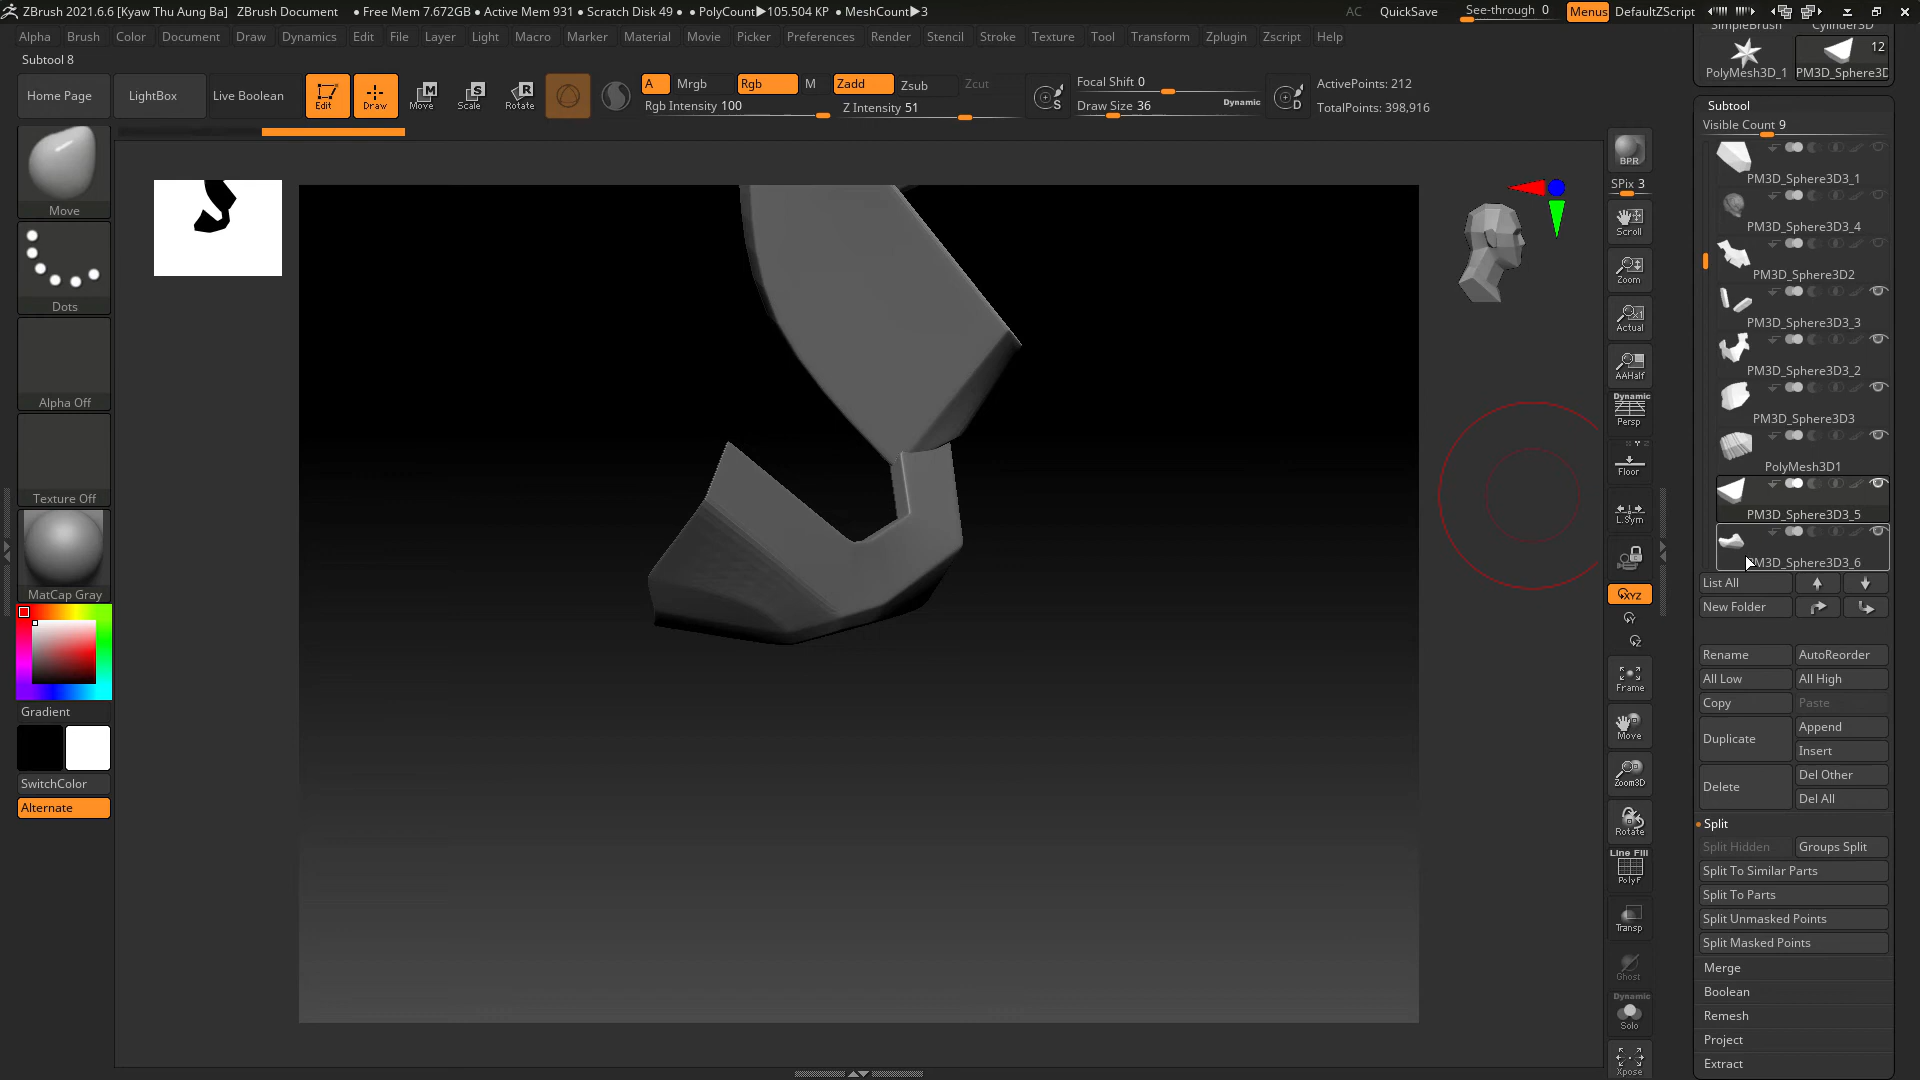 ZBrush 2021.6.6 [Kyaw Thu Aung Ba] ZBrush Document ● Free Mem 7.672GB ● Active Mem 931 ● Scratch Disk 49 ● PolyCount▶105.504 KP ● MeshCount▶3
AC QuickSave See-through 0 Menus DefaultZScript
Alpha Brush Color Document Draw Dynamics Edit File Layer Light Macro Marker Material Movie Picker Preferences Render Stencil Stroke Texture Tool Transform Zplugin Zscript Help
Subtool 8
Home Page LightBox Live Boolean Edit Draw Move Scale Rotate
A Mrgb Rgb M Zadd Zsub Zcut
Rgb Intensity 100 Z Intensity 51
Focal Shift 0
Draw Size 36 Dynamic
S D
ActivePoints: 212
TotalPoints: 398,916
Move
Dots
Alpha Off
Texture Off
MatCap Gray
Gradient
SwitchColor
Alternate
BPR
SPix 3
Scroll
Zoom
Actual
AAHalf
Dynamic
Persp
Floor
L.Sym
XYZ
Y
Z
Frame
Move
Zoom3D
Rotate
Line Fill
PolyF
Transp
Ghost
Dynamic
Solo
Xpose
SimpleBrush Cylinder3D
12
PolyMesh3D_1 PM3D_Sphere3D
Subtool
Visible Count 9
PM3D_Sphere3D3_1
PM3D_Sphere3D3_4
PM3D_Sphere3D2
PM3D_Sphere3D3_3
PM3D_Sphere3D3_2
PM3D_Sphere3D3
PolyMesh3D1
PM3D_Sphere3D3_5
PM3D_Sphere3D3_6
List All
New Folder
Rename AutoReorder
All Low All High
Copy Paste
Duplicate Append
Insert
Delete Del Other
Del All
Split
Split Hidden Groups Split
Split To Similar Parts
Split To Parts
Split Unmasked Points
Split Masked Points
Merge
Boolean
Remesh
Project
Extract